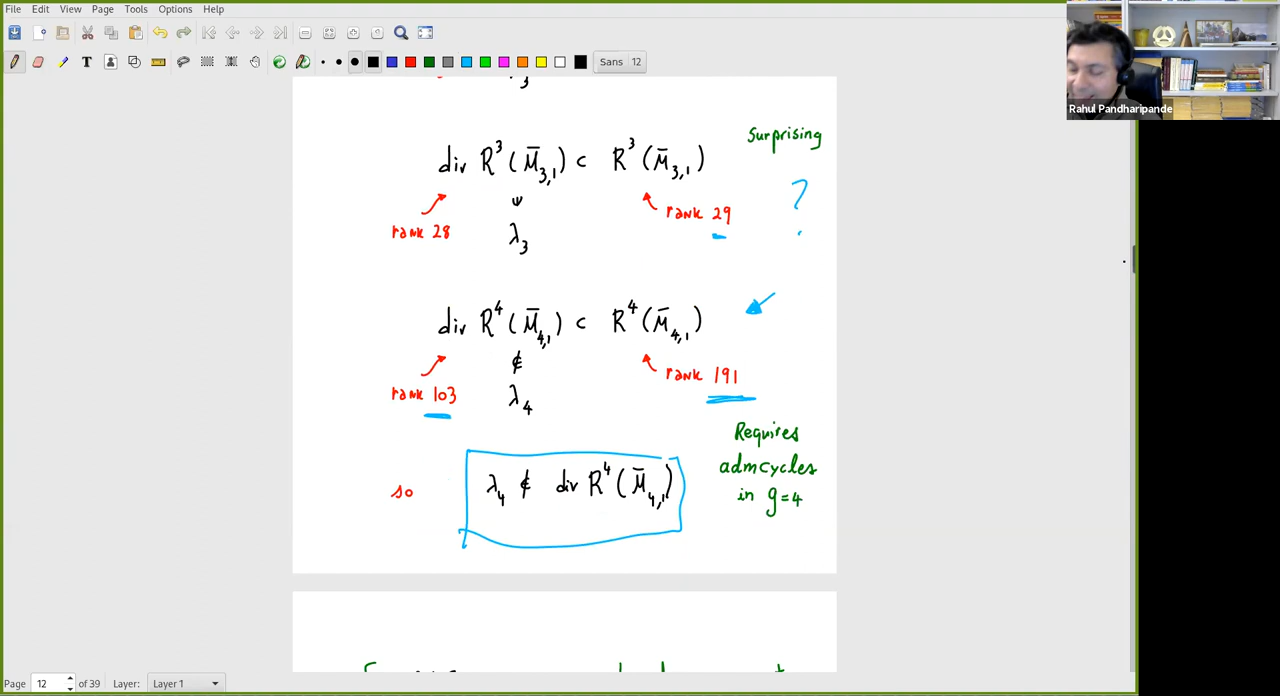 File Edit View Page Tools Options Help
Sans 12
Rahul Pandharipande
3
Surprising
div R³(M̄₃,₁) ⊂ R³(M̄₃,₁)
?
rank 28
rank 29
λ₃
div R⁴(M̄₄,₁) ⊂ R⁴(M̄₄,₁)
∉
rank 103
rank 191
λ₄
Requires
admcycles
in g=4
so λ₄ ∉ div R⁴(M̄₄,₁)
Page 12 of 39 Layer: Layer 1